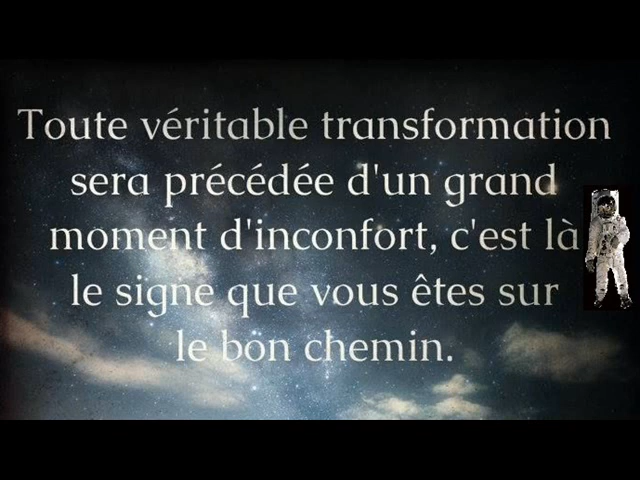 Toute véritable transformation
sera précédée d'un grand
moment d'inconfort, c'est là
le signe que vous êtes sur
le bon chemin.